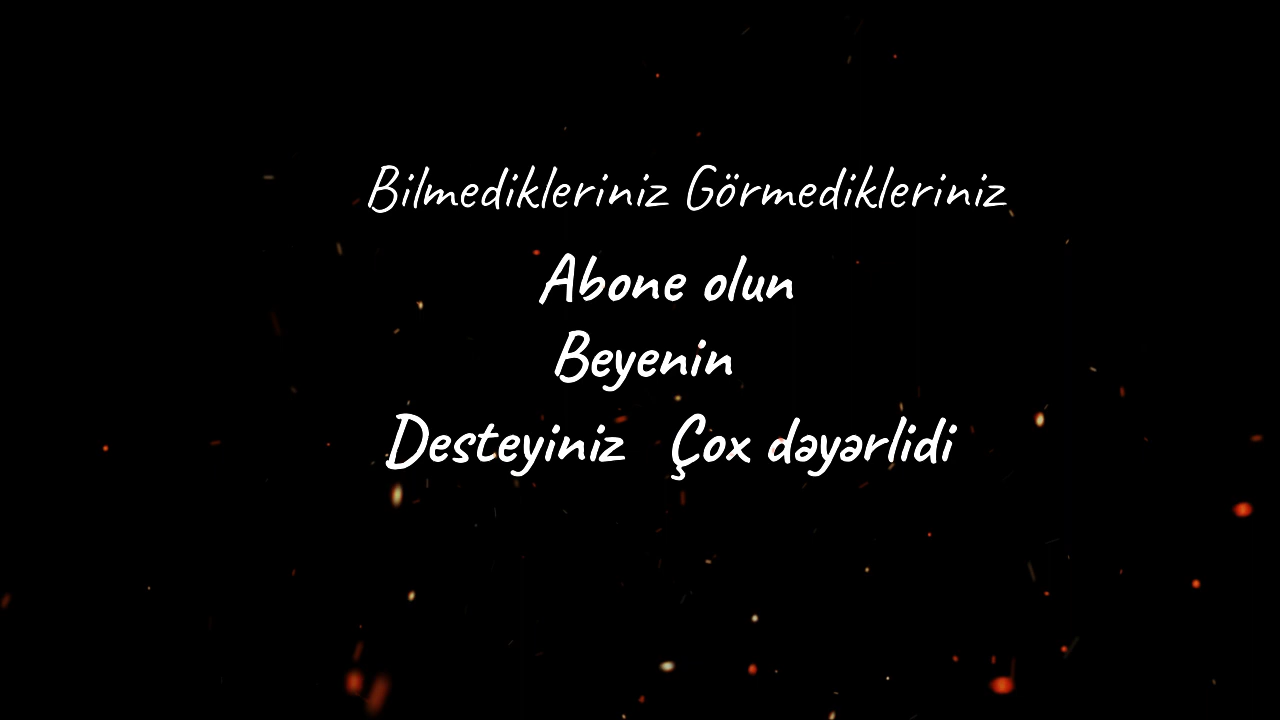 Bilmedikleriniz Görmedikleriniz
Abone olun
Beyenin
Desteyiniz Çox dəyərlidi